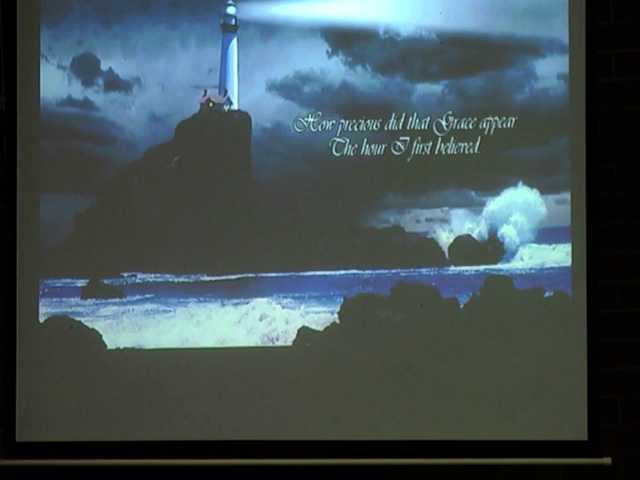 How precious did that Grace appear
The hour I first believed.